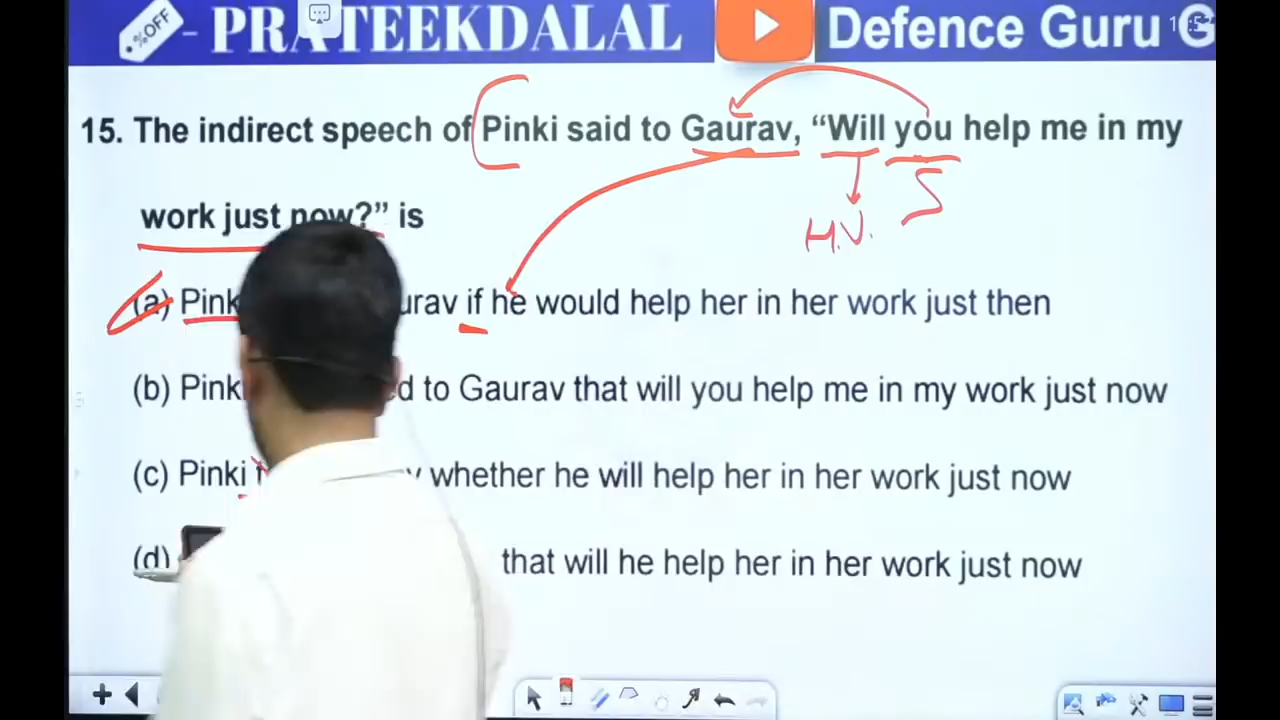 %OFF - PRATEEKDALAL Defence Guru G
15. The indirect speech of Pinki said to Gaurav, “Will you help me in my
H.V. S
work just now?” is
(a) Pink urav if he would help her in her work just then
(b) Pink d to Gaurav that will you help me in my work just now
(c) Pinki whether he will help her in her work just now
(d) that will he help her in her work just now